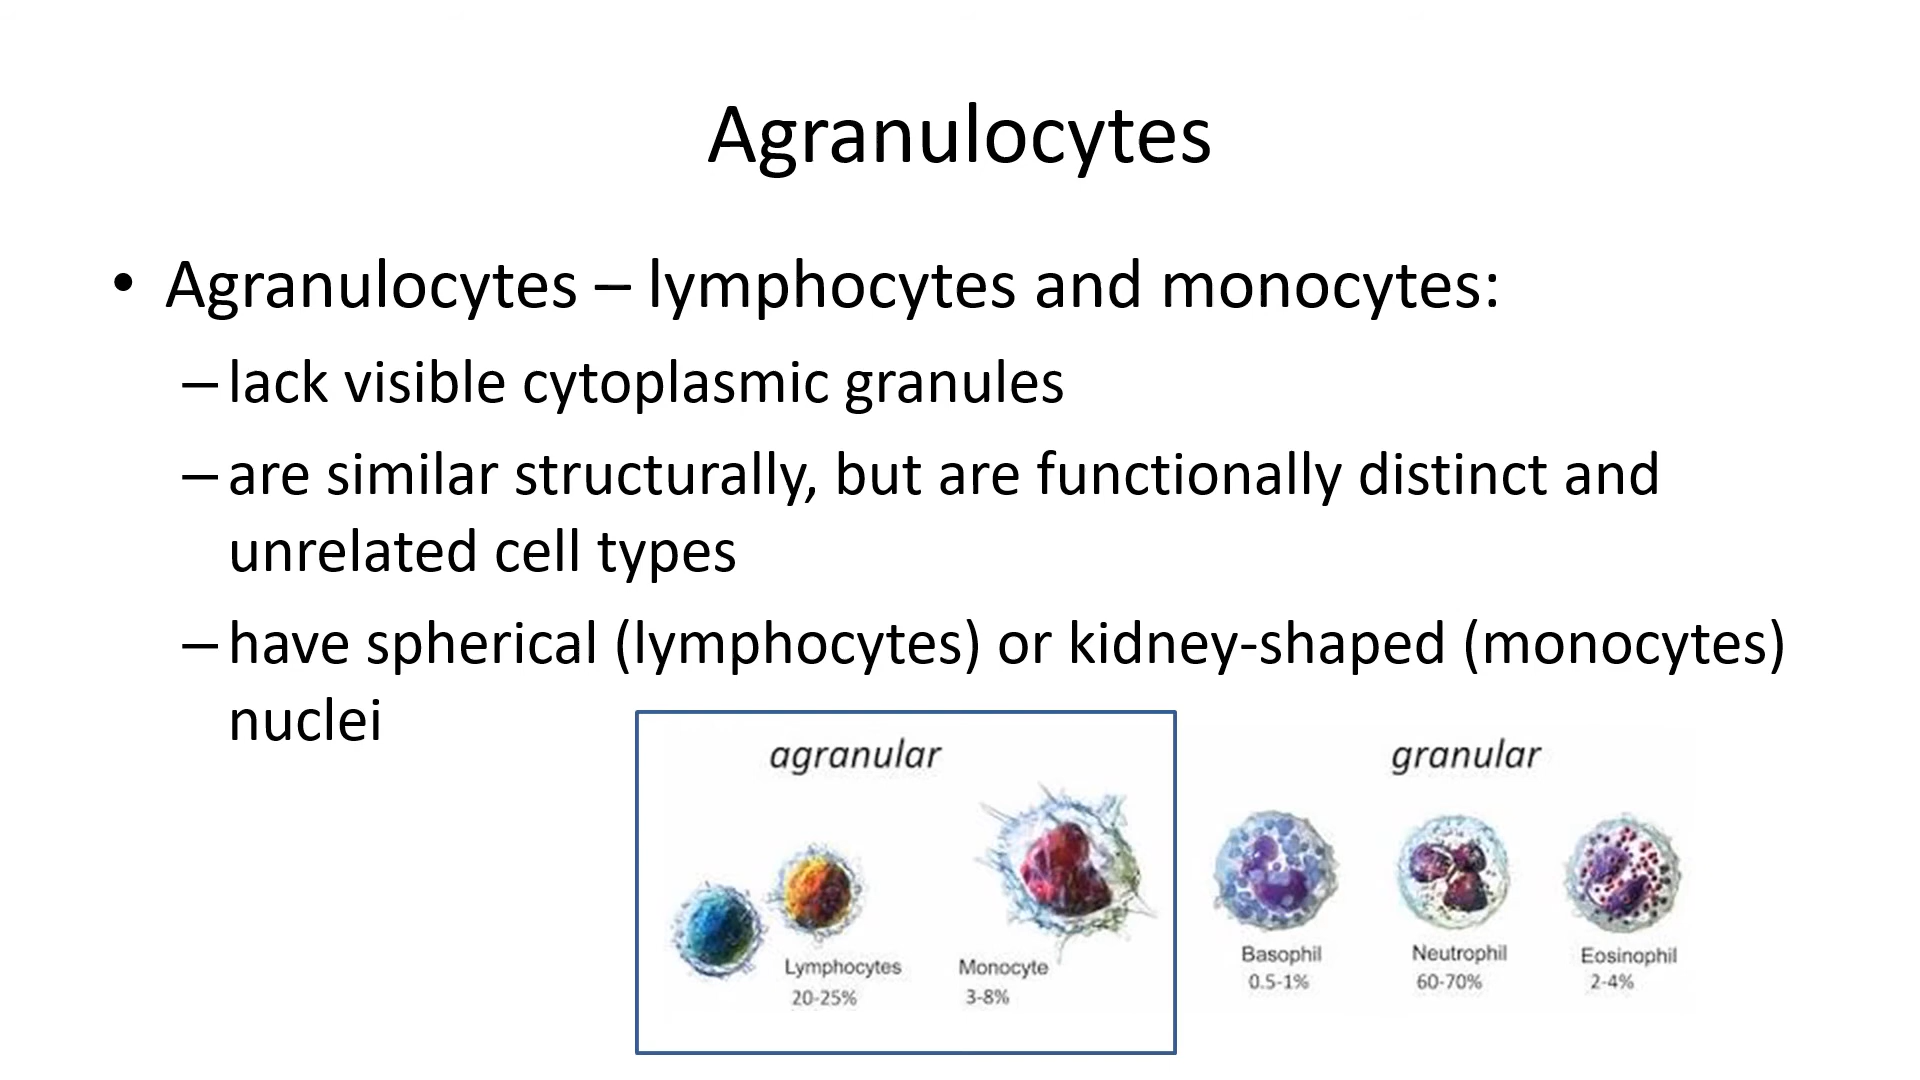 Agranulocytes
• Agranulocytes – lymphocytes and monocytes:
– lack visible cytoplasmic granules
– are similar structurally, but are functionally distinct and
unrelated cell types
– have spherical (lymphocytes) or kidney-shaped (monocytes)
nuclei
agranular
granular
Lymphocytes
20-25%
Monocyte
3-8%
Basophil
0.5-1%
Neutrophil
60-70%
Eosinophil
2-4%